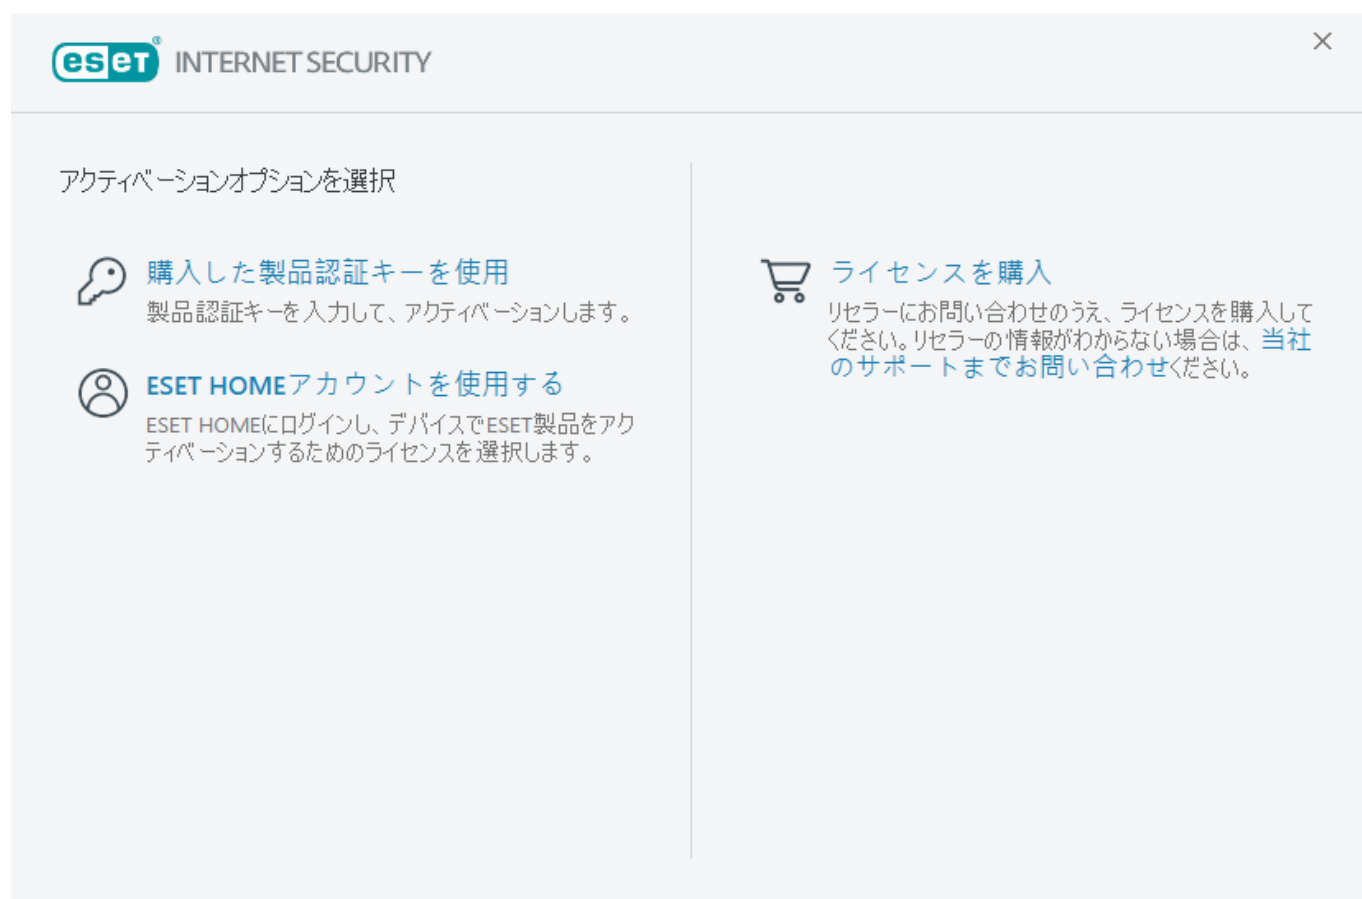 eset® INTERNET SECURITY
アクティベーションオプションを選択
購入した製品認証キーを使用
製品認証キーを入力して、アクティベーションします。
ESET HOMEアカウントを使用する
ESET HOMEにログインし、デバイスでESET製品をアク
ティベーションするためのライセンスを選択します。
ライセンスを購入
リセラーにお問い合わせのうえ、ライセンスを購入して
ください。リセラーの情報がわからない場合は、当社
のサポートまでお問い合わせください。